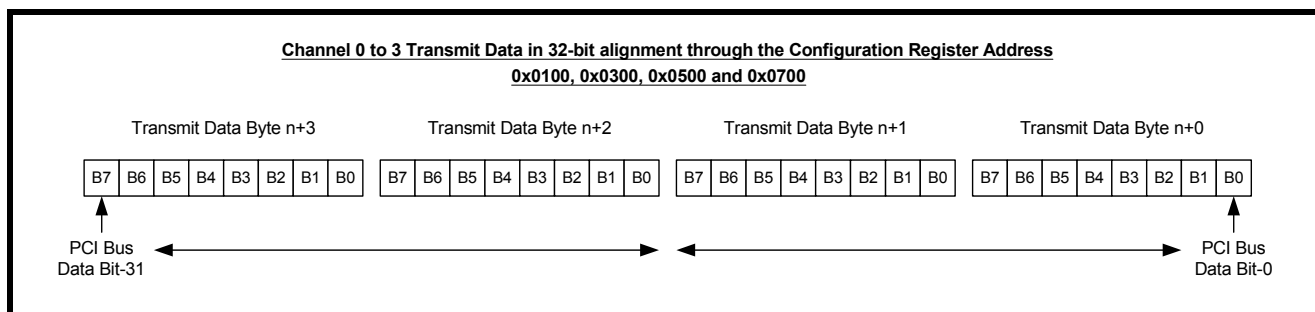 Channel 0 to 3 Transmit Data in 32-bit alignment through the Configuration Register Address
0x0100, 0x0300, 0x0500 and 0x0700
Transmit Data Byte n+3 Transmit Data Byte n+2 Transmit Data Byte n+1 Transmit Data Byte n+0
B7 B6 B5 B4 B3 B2 B1 B0 B7 B6 B5 B4 B3 B2 B1 B0 B7 B6 B5 B4 B3 B2 B1 B0 B7 B6 B5 B4 B3 B2 B1 B0
PCI Bus PCI Bus
Data Bit-31 Data Bit-0